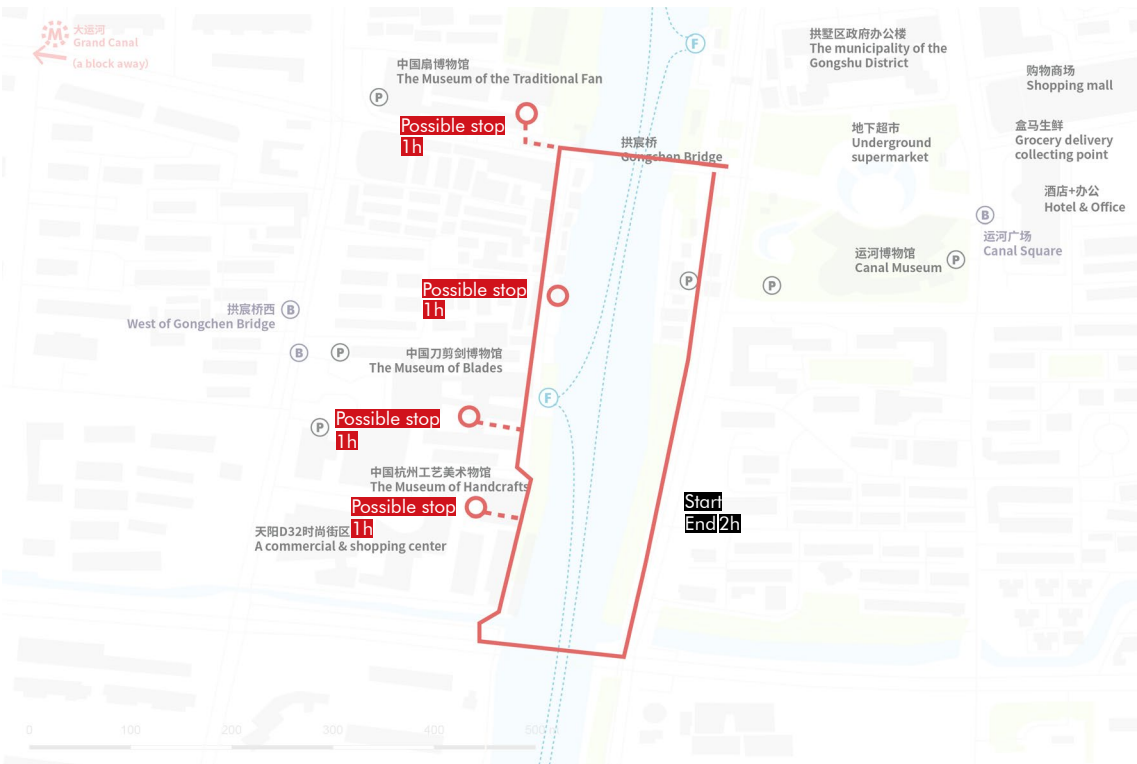 M
大运河
Grand Canal
(a block away)
中国扇博物馆
The Museum of the Traditional Fan
P
F
拱墅区政府办公楼
The municipality of the
Gongshu District
购物商场
Shopping mall
Possible stop
1h
拱宸桥
Gongchen Bridge
地下超市
Underground
supermarket
盒马生鲜
Grocery delivery
collecting point
酒店+办公
Hotel & Office
B
运河广场
Canal Square
运河博物馆
Canal Museum
P
P
P
Possible stop
1h
拱宸桥西
West of Gongchen Bridge
B
B
P
中国刀剪剑博物馆
The Museum of Blades
F
P
Possible stop
1h
中国杭州工艺美术物馆
The Museum of Handcrafts
Possible stop
1h
天阳D32时尚街区
A commercial & shopping center
Start
End 2h
0 100 200 300 400 500m